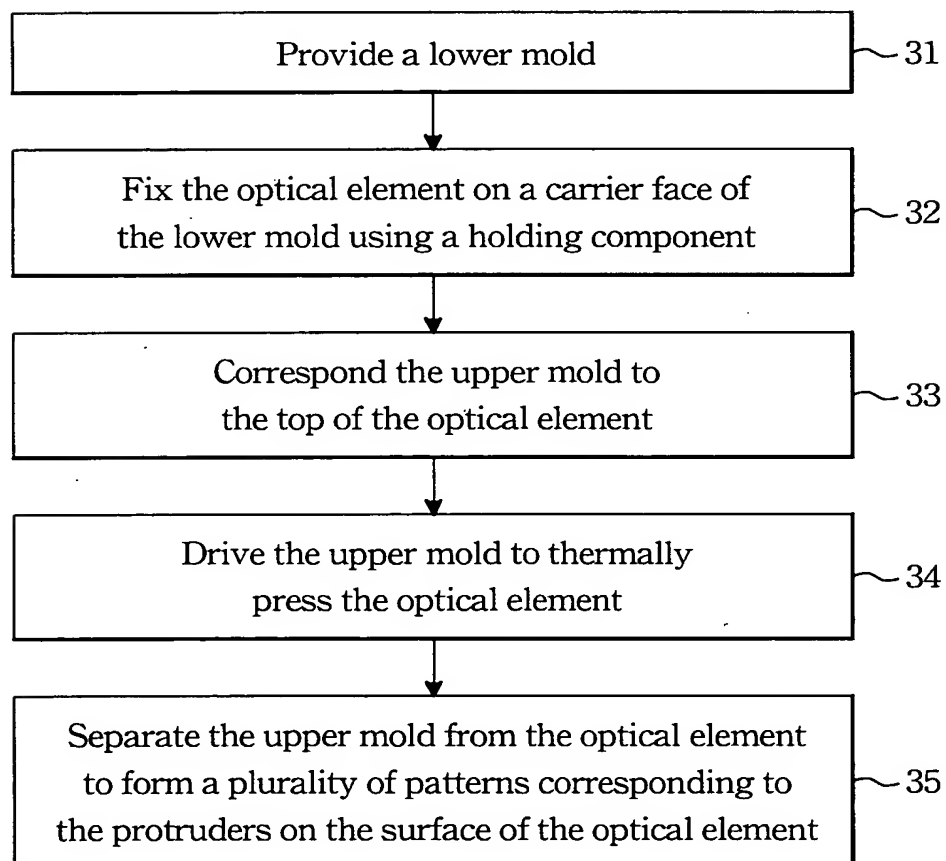 Provide a lower mold
31
Fix the optical element on a carrier face of
the lower mold using a holding component
32
Correspond the upper mold to
the top of the optical element
33
Drive the upper mold to thermally
press the optical element
34
Separate the upper mold from the optical element
to form a plurality of patterns corresponding to
the protruders on the surface of the optical element
35